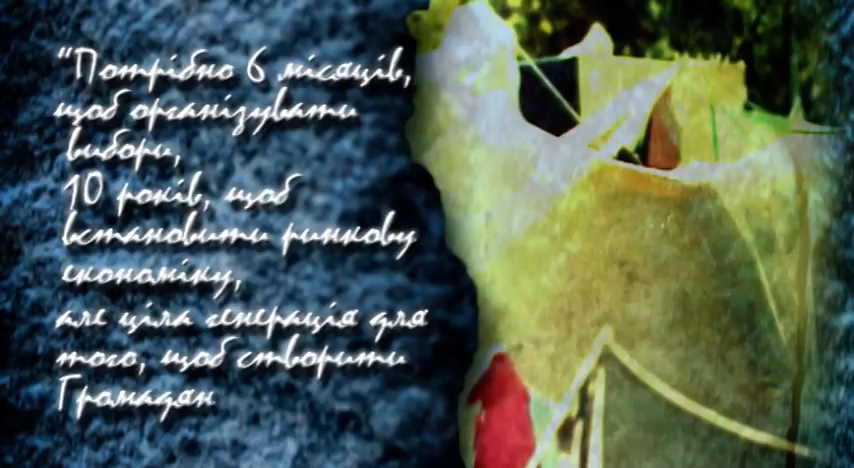 “Потрібно 6 місяців,
щоб організувати
вибори,
10 років, щоб
встановити ринкову
економіку,
але ціла генерація для
того, щоб створити
Громадян